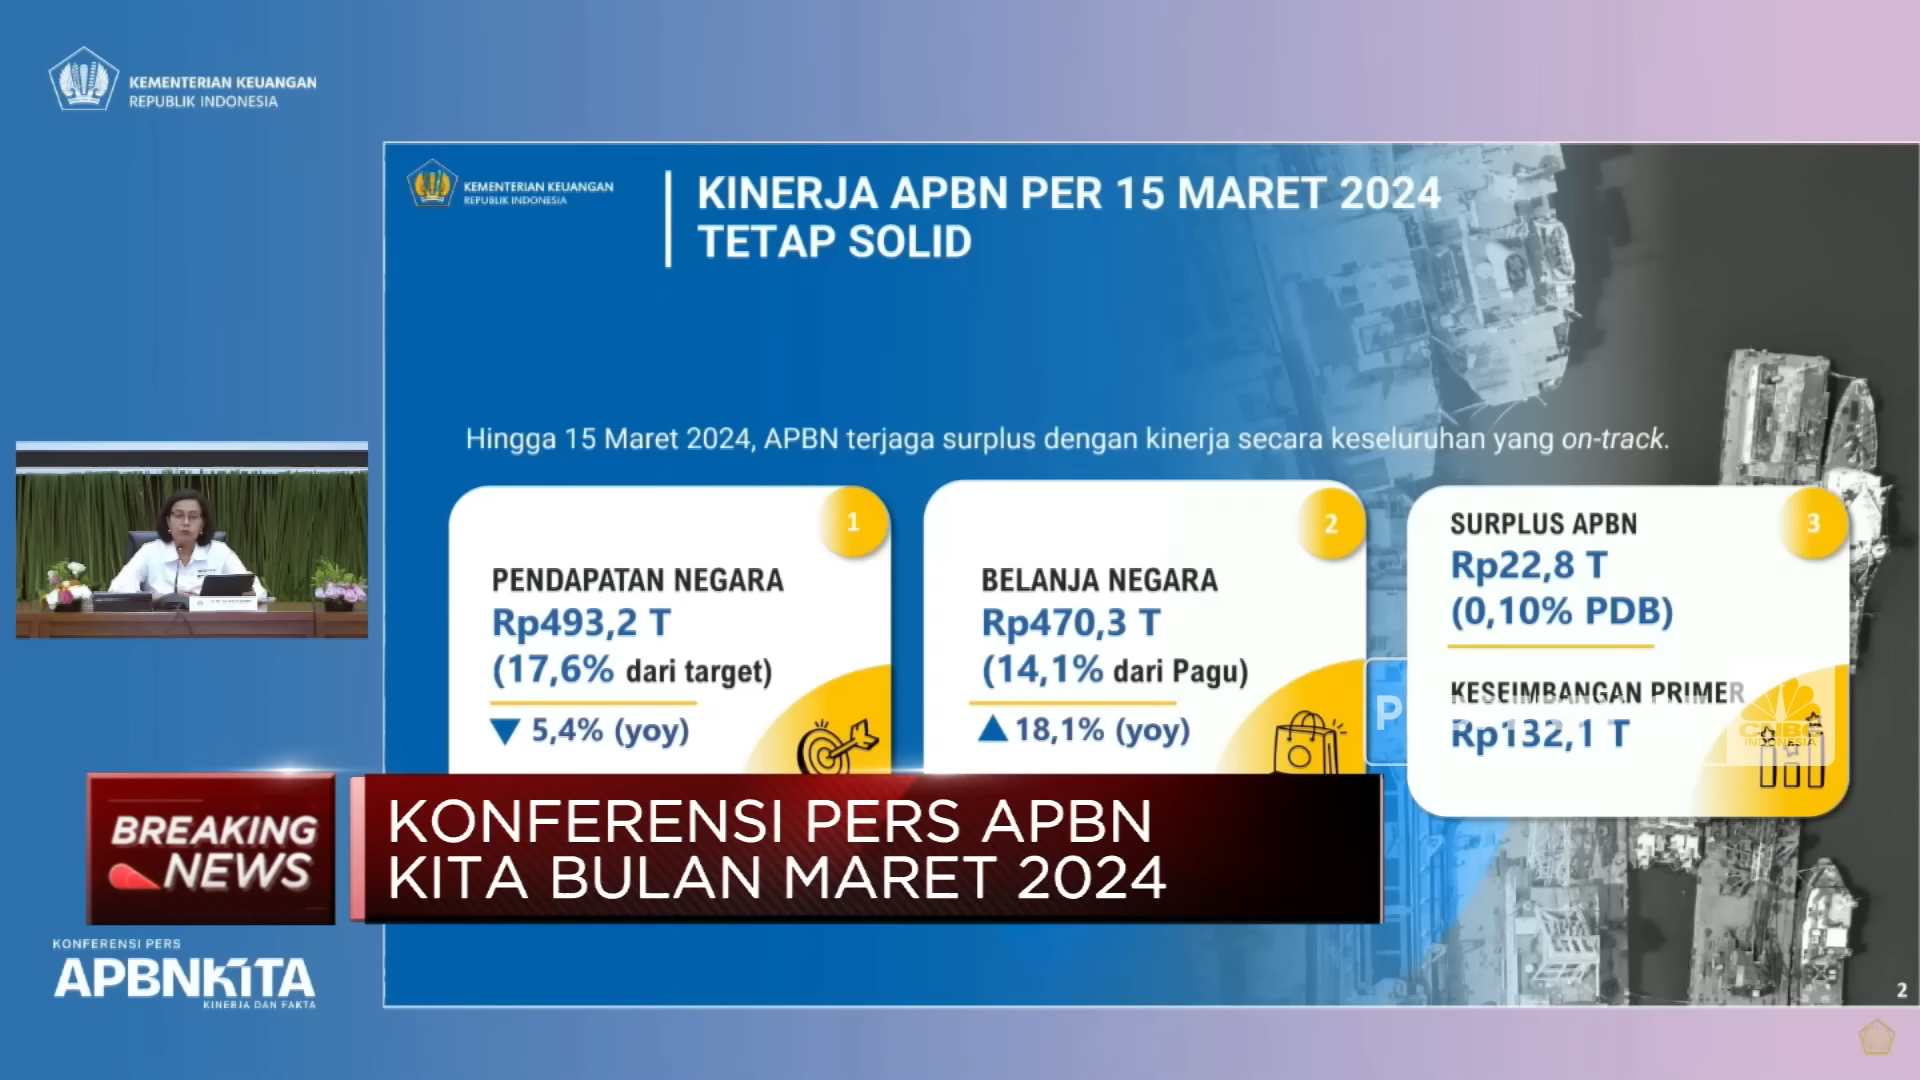 KEMENTERIAN KEUANGAN
REPUBLIK INDONESIA
KEMENTERIAN KEUANGAN
REPUBLIK INDONESIA
KINERJA APBN PER 15 MARET 2024
TETAP SOLID
Hingga 15 Maret 2024, APBN terjaga surplus dengan kinerja secara keseluruhan yang on-track.
1
PENDAPATAN NEGARA
Rp493,2 T
(17,6% dari target)
▼ 5,4% (yoy)
2
BELANJA NEGARA
Rp470,3 T
(14,1% dari Pagu)
▲ 18,1% (yoy)
3
SURPLUS APBN
Rp22,8 T
(0,10% PDB)
KESEIMBANGAN PRIMER
Rp132,1 T
CNBC
INDONESIA
BREAKING
NEWS
KONFERENSI PERS APBN
KITA BULAN MARET 2024
KONFERENSI PERS
APBNKITA
KINERJA DAN FAKTA
2